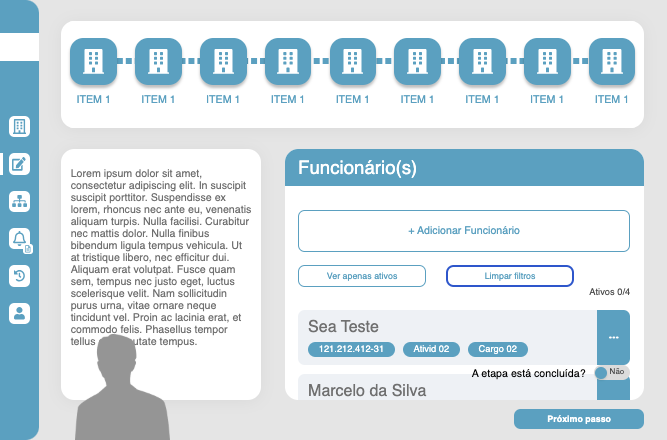 ITEM 1 ITEM 1 ITEM 1 ITEM 1 ITEM 1 ITEM 1 ITEM 1 ITEM 1 ITEM 1
Lorem ipsum dolor sit amet,
consectetur adipiscing elit. In suscipit
suscipit porttitor. Suspendisse ex
lorem, rhoncus nec ante eu, venenatis
aliquam turpis. Nulla facilisi. Curabitur
nec mattis dolor. Nulla finibus
bibendum ligula tempus vehicula. Ut
at tristique libero, nec efficitur dui.
Aliquam erat volutpat. Fusce quam
sem, tempus nec justo eget, luctus
scelerisque velit. Nam sollicitudin
purus urna, vitae ornare neque
tincidunt vel. Proin ac lacinia erat, et
commodo felis. Phasellus tempor
tellus utate tempus.
Funcionário(s)
+ Adicionar Funcionário
Ver apenas ativos
Limpar filtros
Ativos 0/4
Sea Teste
121.212.412-31 Ativid 02 Cargo 02
...
A etapa está concluída? Não
Marcelo da Silva
Próximo passo